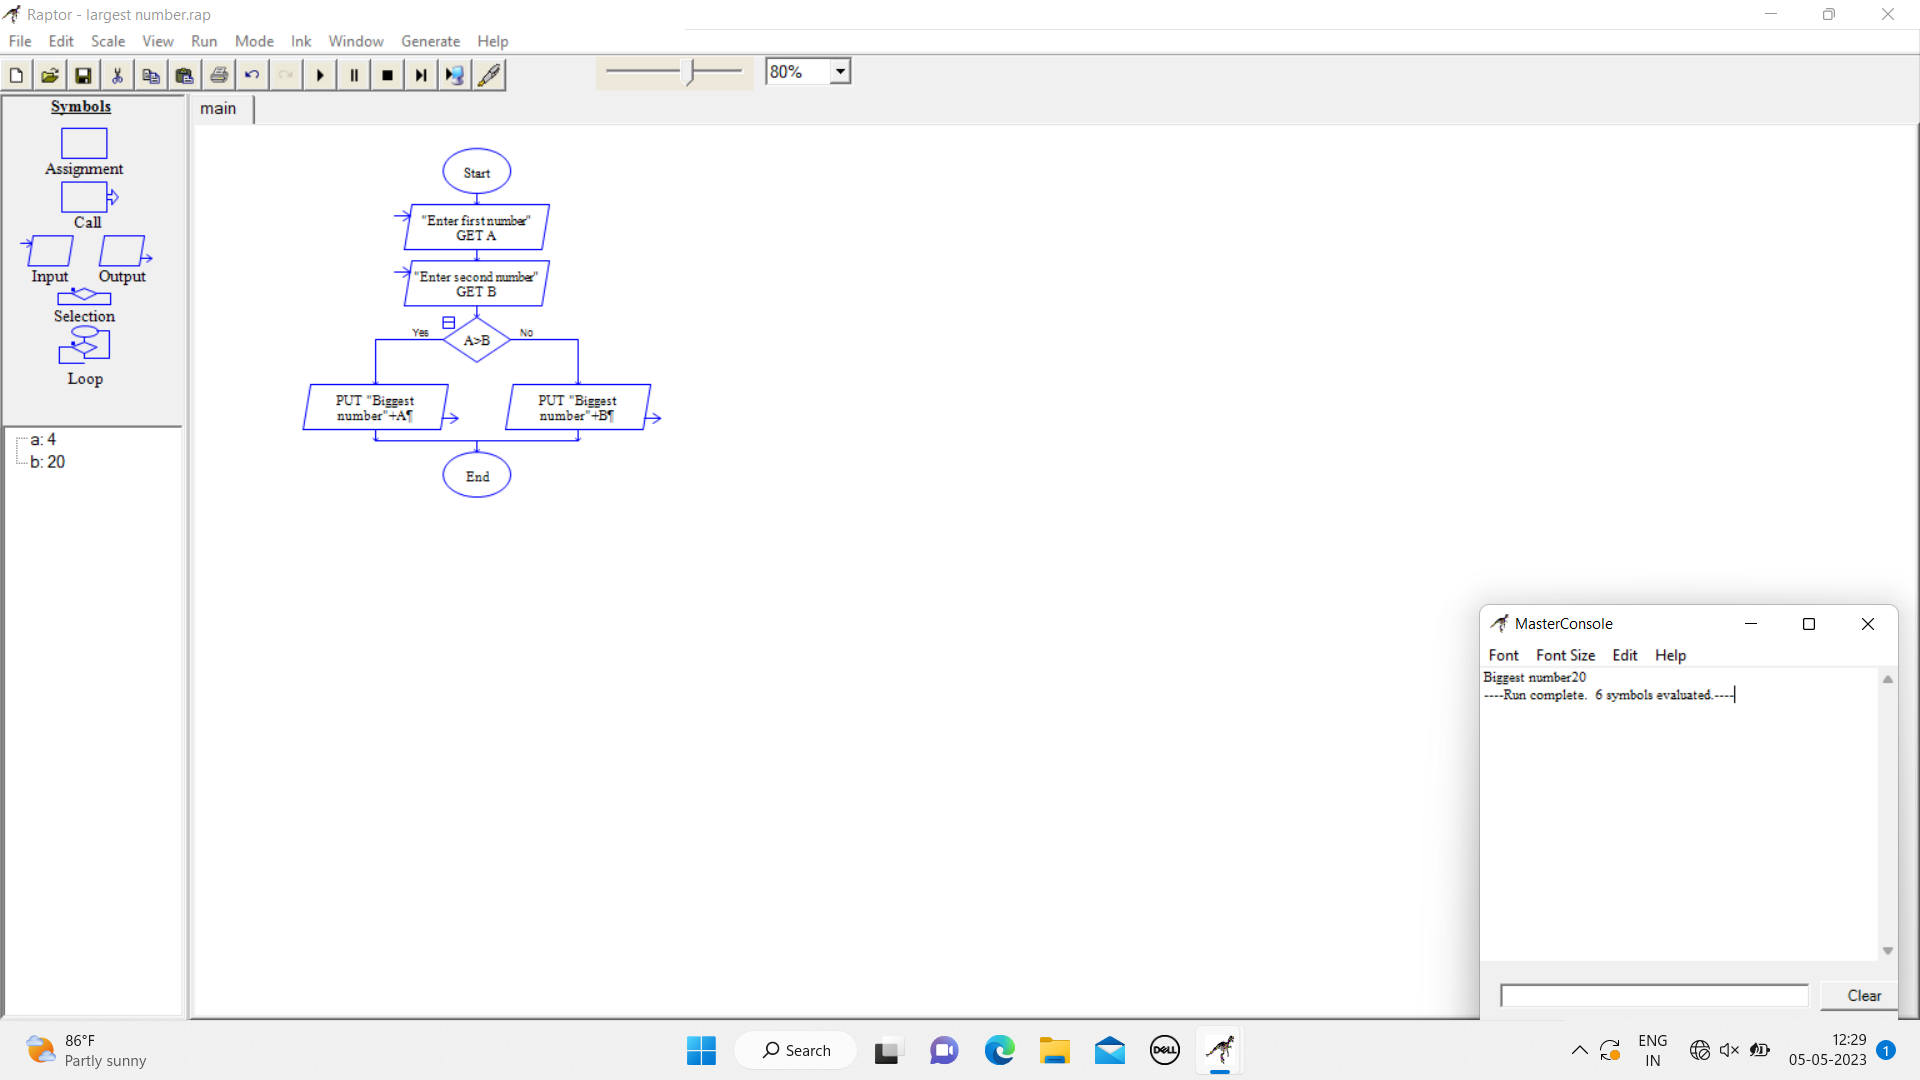 Raptor - largest number.rap
File Edit Scale View Run Mode Ink Window Generate Help
80%
Symbols
Assignment
Call
Input Output
Selection
Loop
a: 4
b: 20
main
Start
"Enter first number"
GET A
"Enter second number"
GET B
Yes A>B No
PUT "Biggest
number"+A¶
PUT "Biggest
number"+B¶
End
MasterConsole
Font Font Size Edit Help
Biggest number20
----Run complete.  6 symbols evaluated.----
Clear
86°F
Partly sunny
Search
DELL
ENG
IN
12:29
05-05-2023
1